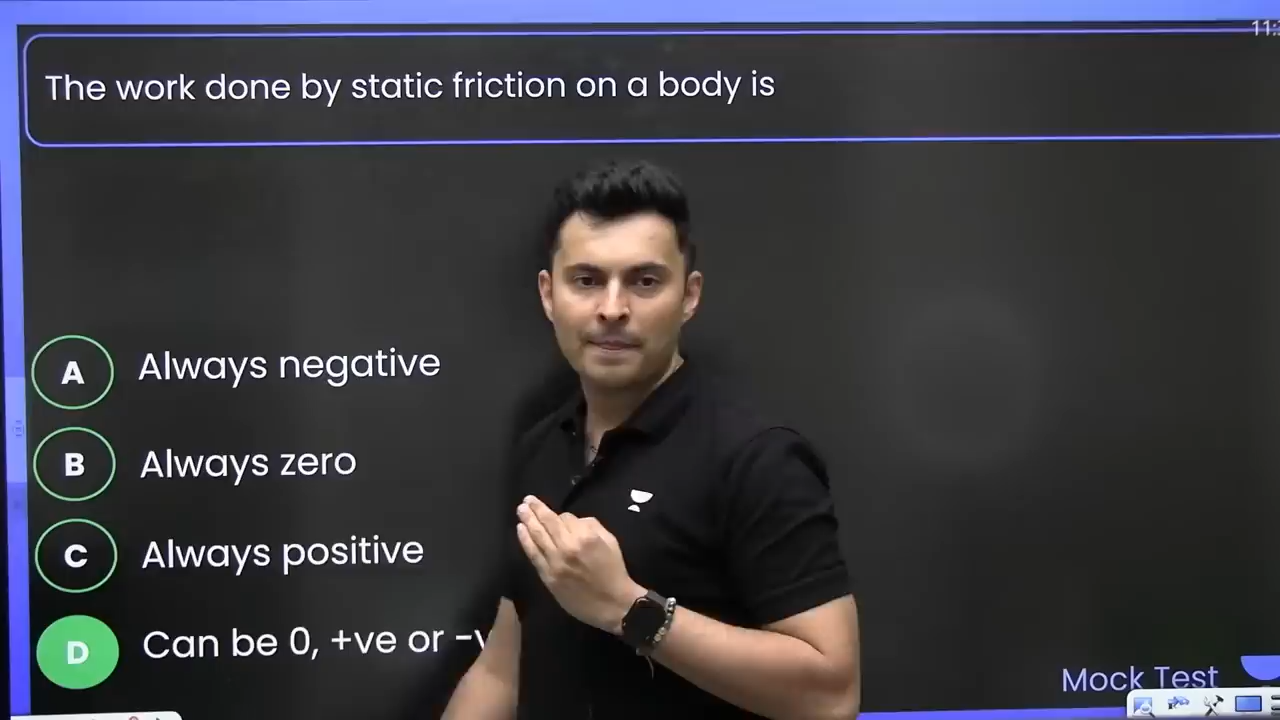 The work done by static friction on a body is
A Always negative
B Always zero
C Always positive
D Can be 0, +ve or
Mock Test